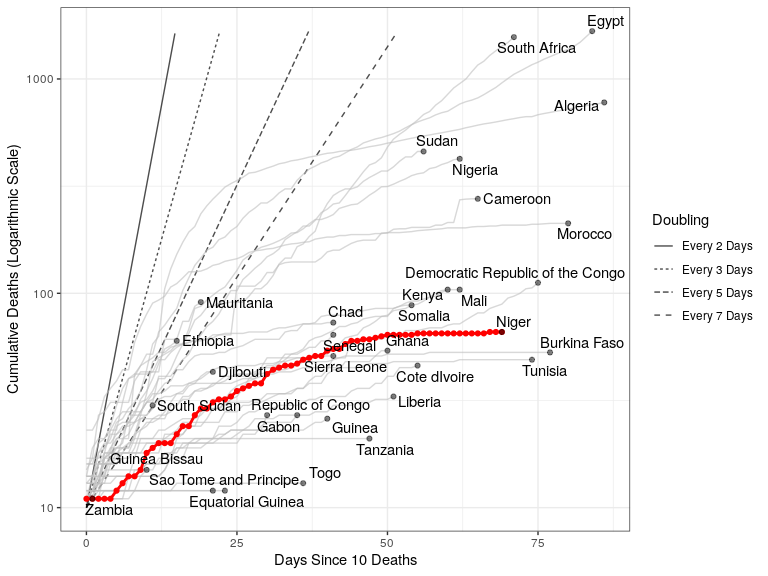 Egypt
South Africa
Algeria
Sudan
Nigeria
Cameroon
Morocco
Democratic Republic of the Congo
Kenya
Mali
Mauritania
Somalia
Chad
Niger
Ethiopia
Senegal
Ghana
Burkina Faso
Sierra Leone
Djibouti
Cote dIvoire
Tunisia
South Sudan
Republic of Congo
Liberia
Gabon
Guinea
Tanzania
Guinea Bissau
Sao Tome and Principe
Togo
Equatorial Guinea
Zambia
1000
100
10
0
25
50
75
Days Since 10 Deaths
Cumulative Deaths (Logarithmic Scale)
Doubling
Every 2 Days
Every 3 Days
Every 5 Days
Every 7 Days